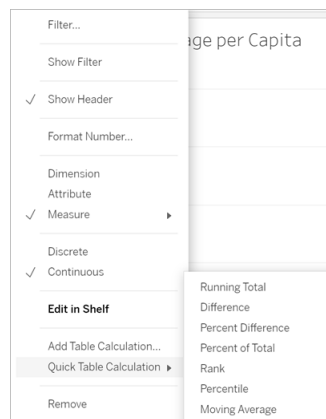 Filter...
age per Capita
Show Filter
Show Header
Format Number...
Dimension
Attribute
Measure
Discrete
Continuous
Edit in Shelf
Add Table Calculation...
Quick Table Calculation
Remove
Running Total
Difference
Percent Difference
Percent of Total
Rank
Percentile
Moving Average